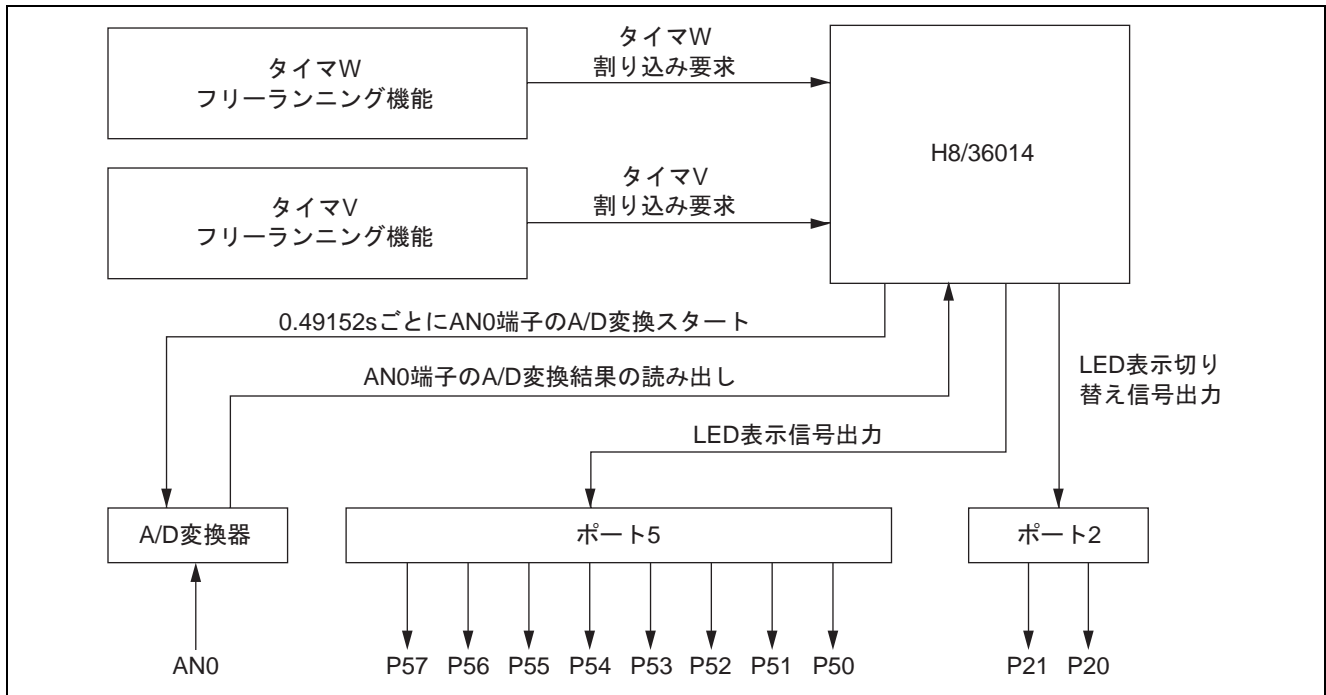 タイマW
フリーランニング機能
タイマW
割り込み要求
H8/36014
タイマV
フリーランニング機能
タイマV
割り込み要求
0.49152sごとにAN0端子のA/D変換スタート
AN0端子のA/D変換結果の読み出し
LED表示切り
替え信号出力
LED表示信号出力
A/D変換器
ポート5
ポート2
AN0
P57 P56 P55 P54 P53 P52 P51 P50
P21 P20